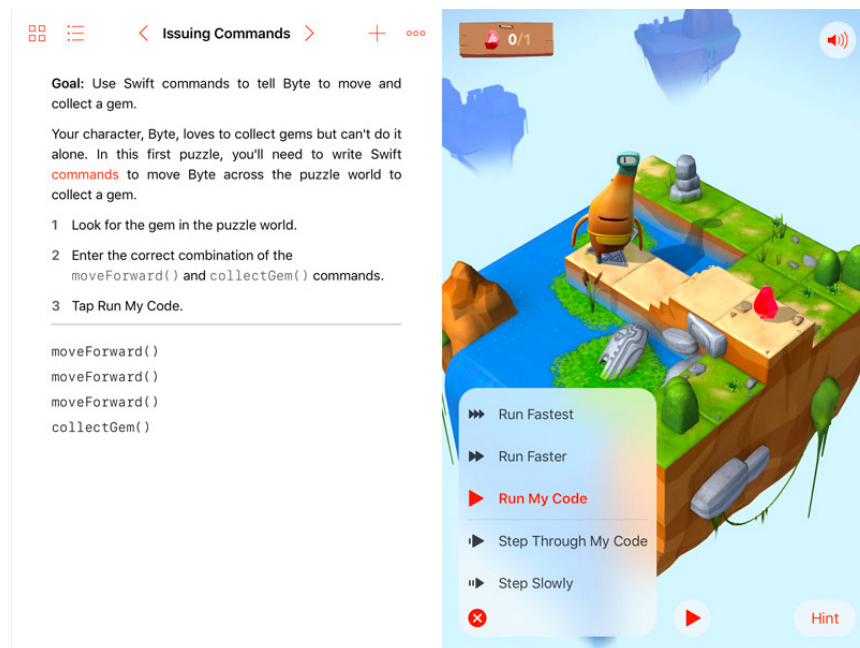 Issuing Commands
Goal: Use Swift commands to tell Byte to move and
collect a gem.
Your character, Byte, loves to collect gems but can't do it
alone. In this first puzzle, you'll need to write Swift
commands to move Byte across the puzzle world to
collect a gem.
1 Look for the gem in the puzzle world.
2 Enter the correct combination of the
moveForward() and collectGem() commands.
3 Tap Run My Code.
moveForward()
moveForward()
moveForward()
collectGem()
0/1
Run Fastest
Run Faster
Run My Code
Step Through My Code
Step Slowly
Hint